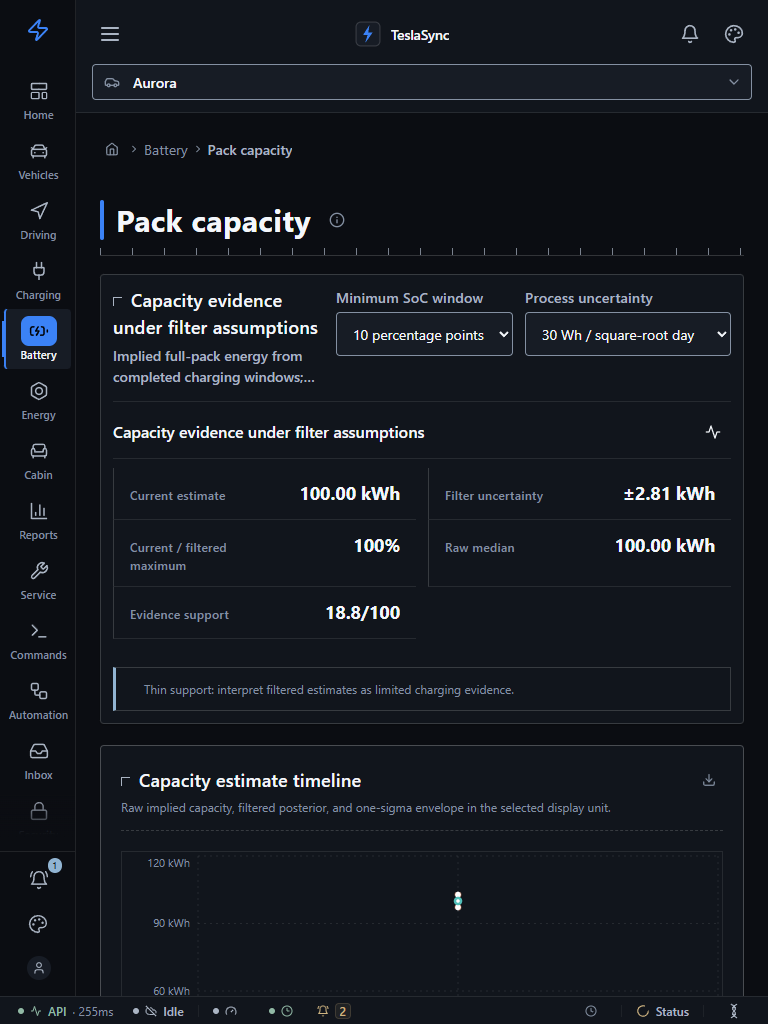 TeslaSync
Aurora
Home
Vehicles
Driving
Charging
Battery
Energy
Cabin
Reports
Service
Commands
Automation
Inbox
1
Battery
Pack capacity
Pack capacity
Capacity evidence
under filter assumptions
Implied full-pack energy from
completed charging windows;...
Minimum SoC window
10 percentage points
Process uncertainty
30 Wh / square-root day
Capacity evidence under filter assumptions
Current estimate
100.00 kWh
Filter uncertainty
±2.81 kWh
Current / filtered
maximum
100%
Raw median
100.00 kWh
Evidence support
18.8/100
Thin support: interpret filtered estimates as limited charging evidence.
Capacity estimate timeline
Raw implied capacity, filtered posterior, and one-sigma envelope in the selected display unit.
120 kWh
90 kWh
60 kWh
API · 255ms
Idle
2
Status